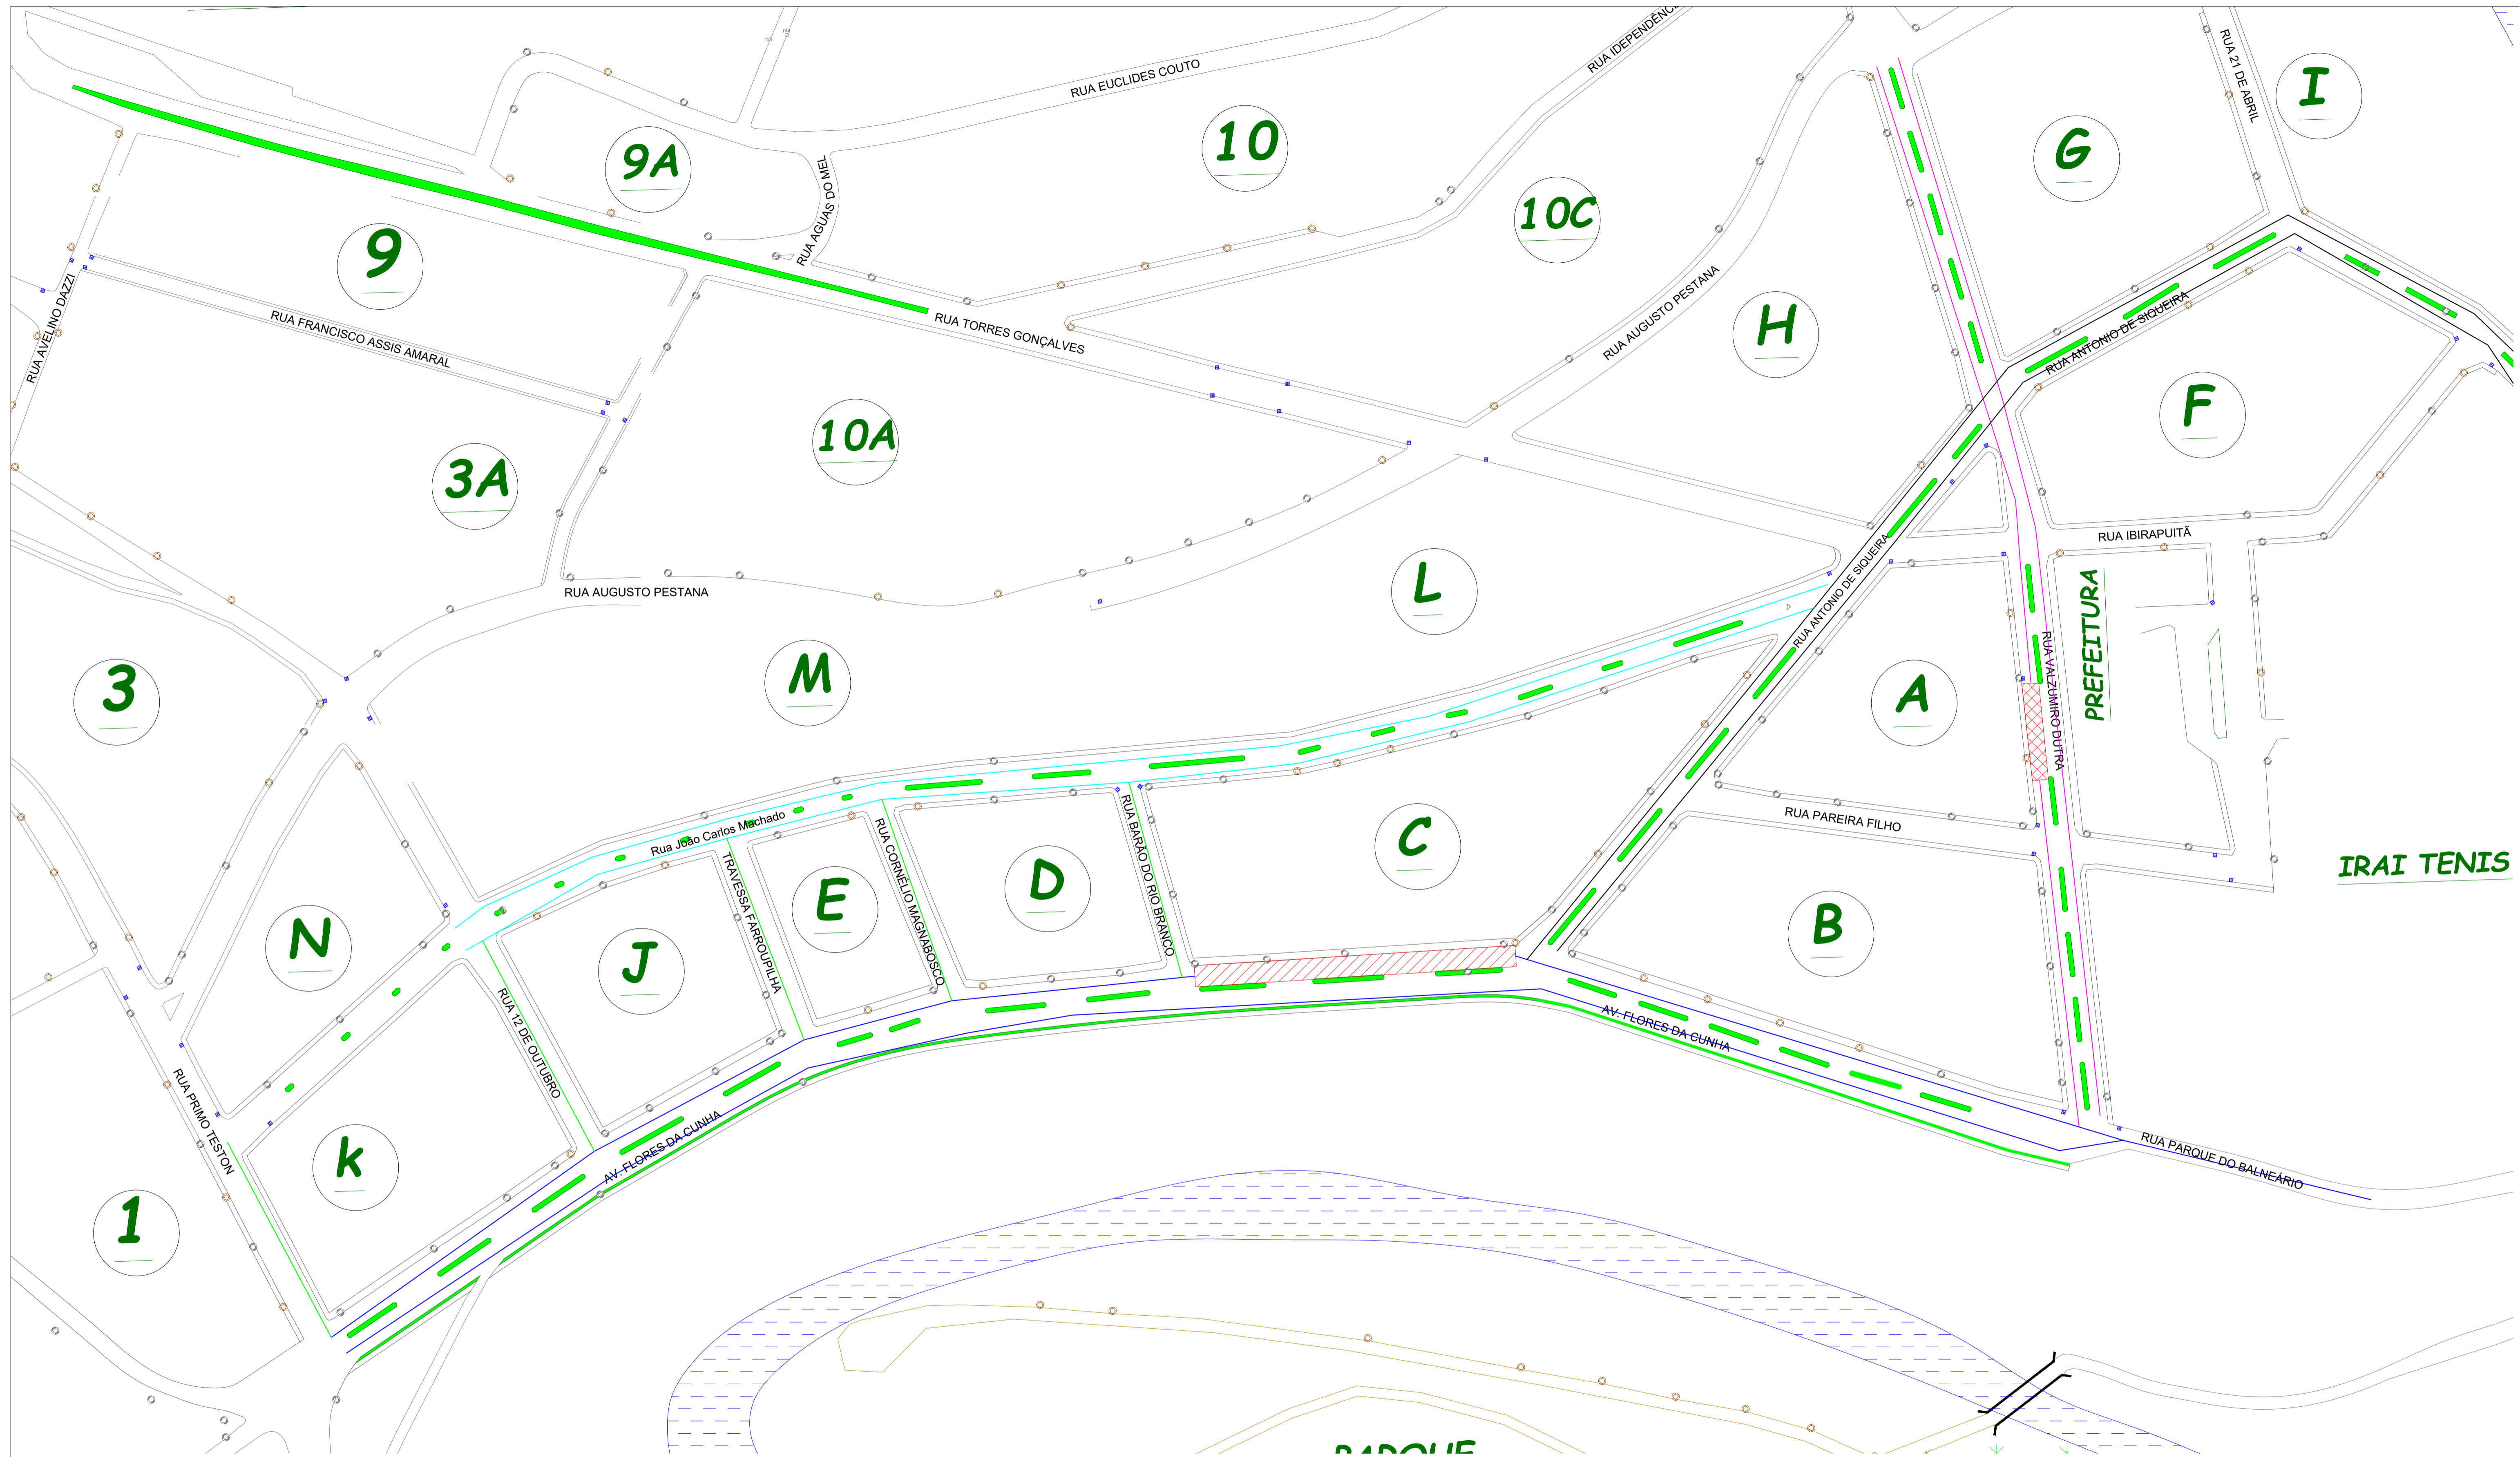 RUA IDEPENDÊNC
RUA 21 DE ABRIL
I
RUA EUCLIDES COUTO
10
G
9A
RUA AGUAS DO MEL
10C
9
RUA AVELINO DAZZI
RUA FRANCISCO ASSIS AMARAL
RUA TORRES GONÇALVES
RUA AUGUSTO PESTANA
H
RUA ANTONIO DE SIQUEIRA
F
10A
3A
RUA IBIRAPUITÃ
RUA ANTONIO DE SIQUEIRA
RUA AUGUSTO PESTANA
L
PREFEITURA
RUA VALZUMIRO DUTRA
3
M
A
RUA PAREIRA FILHO
Rua João Carlos Machado
TRAVESSA FARROUPILHA
RUA CORNÉLIO MAGNABOSCO
RUA BARÃO DO RIO BRANCO
C
IRAI TENIS
N
J
E
D
B
RUA 12 DE OUTUBRO
AV. FLORES DA CUNHA
RUA PRIMO TESTON
k
AV. FLORES DA CUNHA
RUA PARQUE DO BALNEÁRIO
1
PARQUE